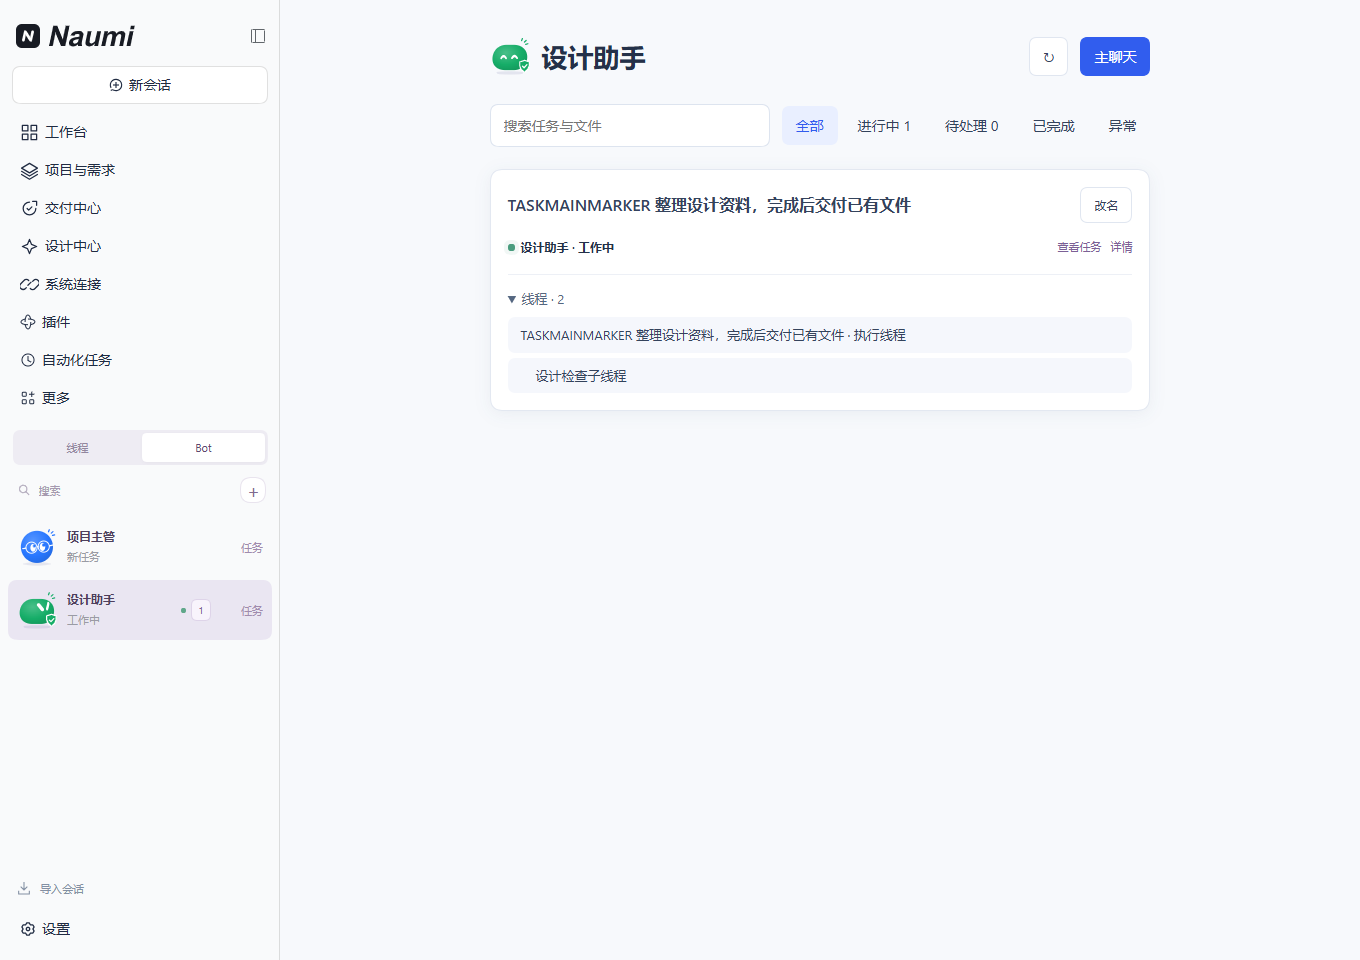 Naumi
新会话
工作台
项目与需求
交付中心
设计中心
系统连接
插件
自动化任务
更多
线程 Bot
搜索
项目主管
新任务
任务
设计助手
工作中
1
任务
导入会话
设置
设计助手
主聊天
搜索任务与文件
全部 进行中 1 待处理 0 已完成 异常
TASKMAINMARKER 整理设计资料，完成后交付已有文件
改名
设计助手 · 工作中
查看任务 详情
线程 · 2
TASKMAINMARKER 整理设计资料，完成后交付已有文件 · 执行线程
设计检查子线程